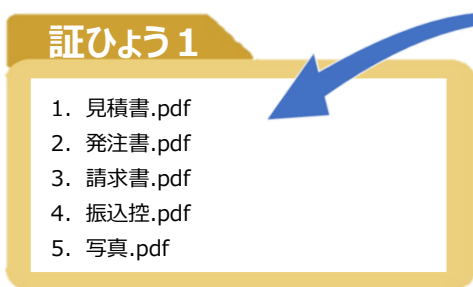 証ひょう１
1. 見積書.pdf
2. 発注書.pdf
3. 請求書.pdf
4. 振込控.pdf
5. 写真.pdf